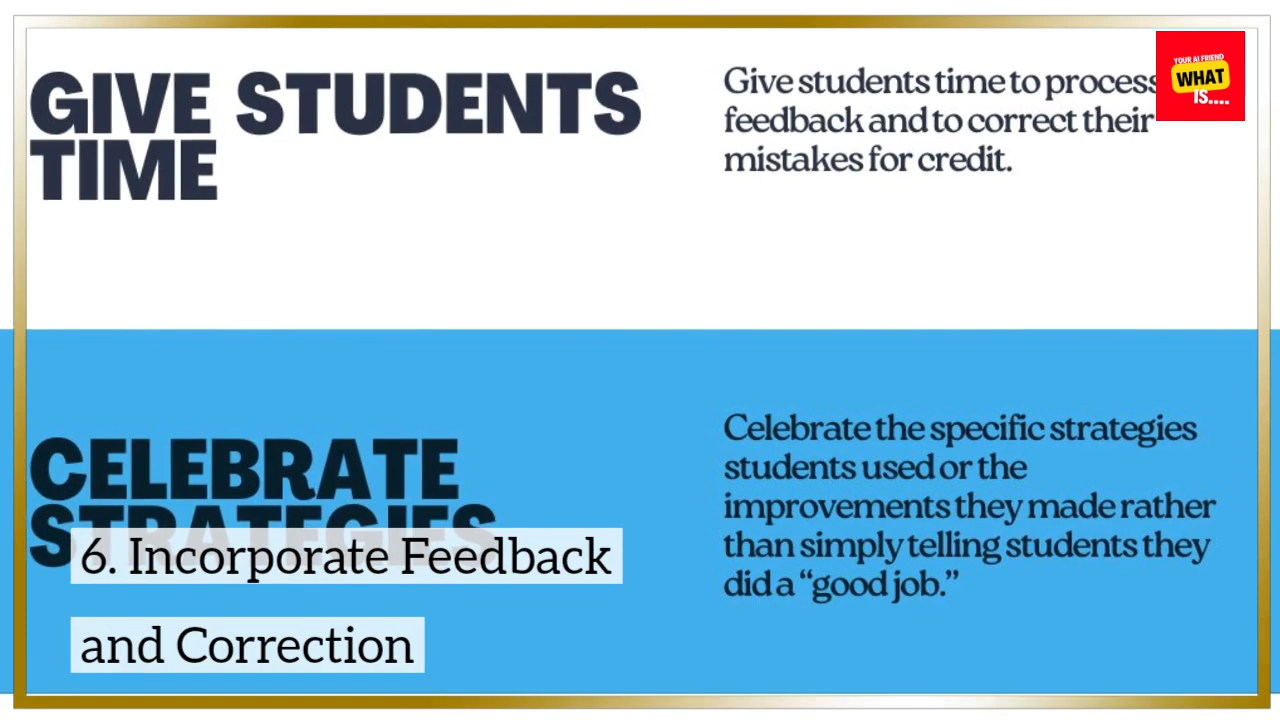 GIVE STUDENTS
TIME
Give students time to process
feedback and to correct their
mistakes for credit.
YOUR AI FRIEND
WHAT
IS....
CELEBRATE
STRATEGIES
Celebrate the specific strategies
students used or the
improvements they made rather
than simply telling students they
did a “good job.”
6. Incorporate Feedback
and Correction